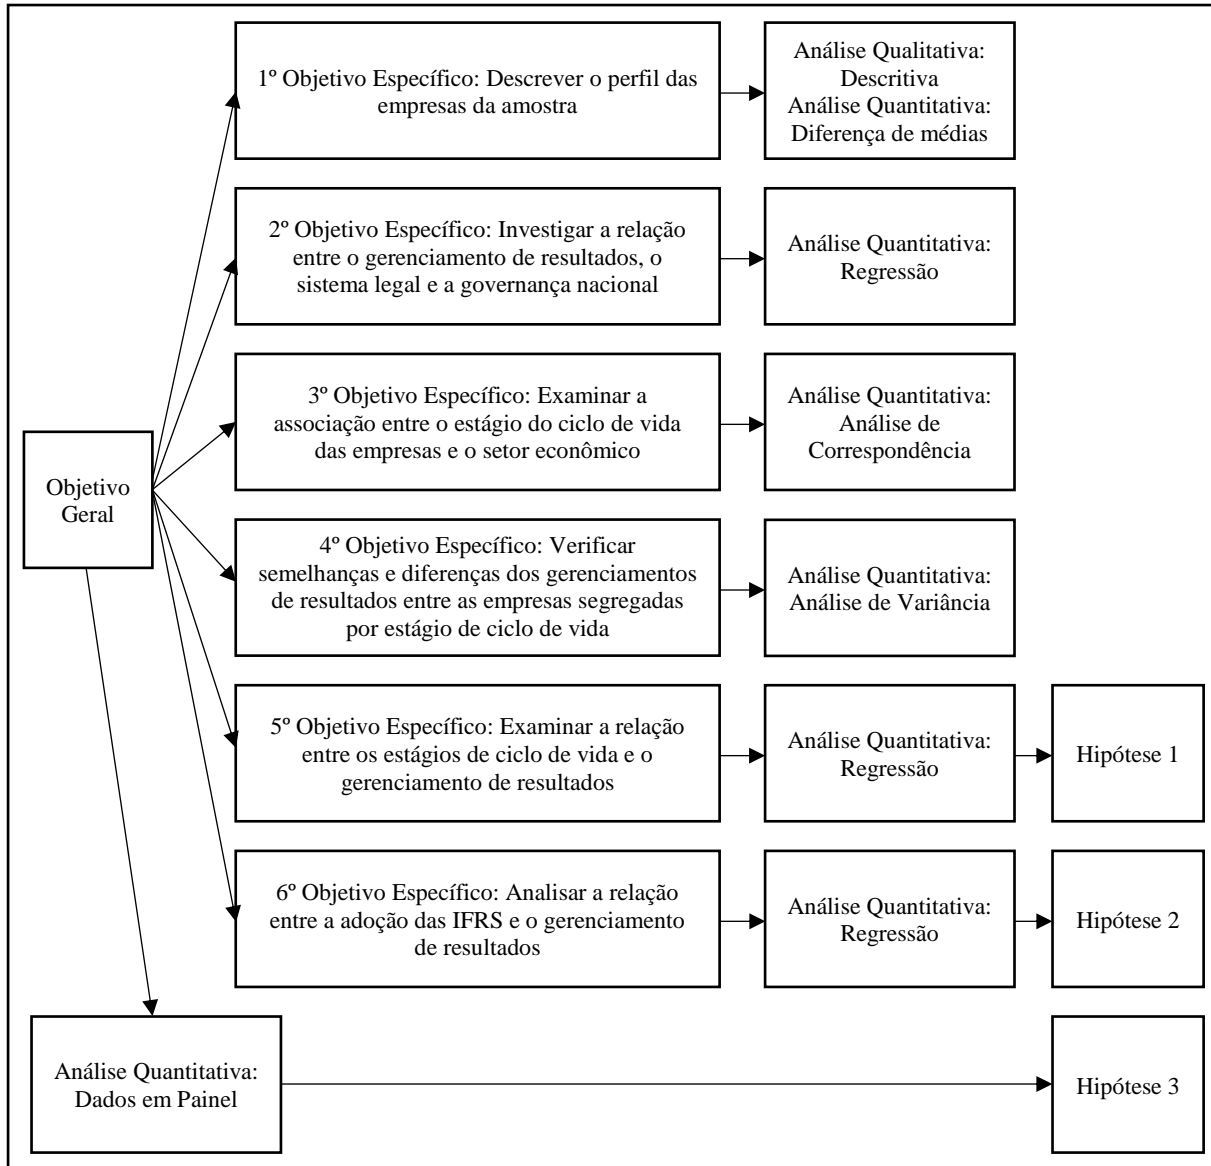 1º Objetivo Específico: Descrever o perfil das
empresas da amostra
Análise Qualitativa:
Descritiva
Análise Quantitativa:
Diferença de médias
2º Objetivo Específico: Investigar a relação
entre o gerenciamento de resultados, o
sistema legal e a governança nacional
Análise Quantitativa:
Regressão
3º Objetivo Específico: Examinar a
associação entre o estágio do ciclo de vida
das empresas e o setor econômico
Análise Quantitativa:
Análise de
Correspondência
Objetivo
Geral
4º Objetivo Específico: Verificar
semelhanças e diferenças dos gerenciamentos
de resultados entre as empresas segregadas
por estágio de ciclo de vida
Análise Quantitativa:
Análise de Variância
5º Objetivo Específico: Examinar a relação
entre os estágios de ciclo de vida e o
gerenciamento de resultados
Análise Quantitativa:
Regressão
Hipótese 1
6º Objetivo Específico: Analisar a relação
entre a adoção das IFRS e o gerenciamento
de resultados
Análise Quantitativa:
Regressão
Hipótese 2
Análise Quantitativa:
Dados em Painel
Hipótese 3